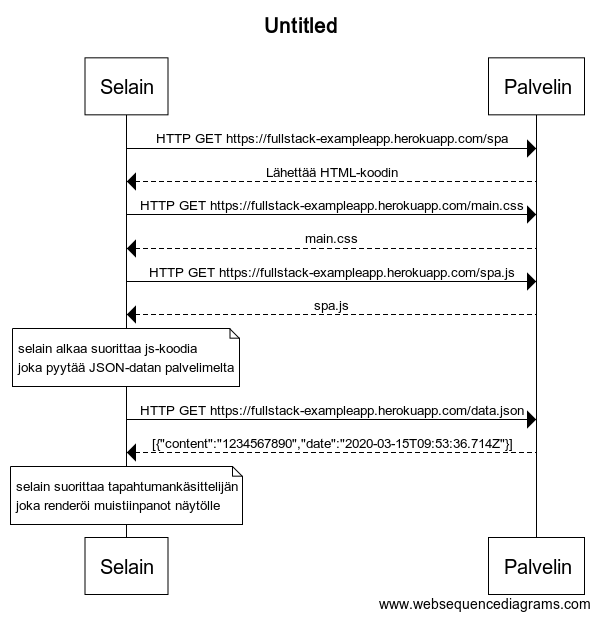 Untitled
Selain
Palvelin
HTTP GET https://fullstack-exampleapp.herokuapp.com/spa
Lähettää HTML-koodin
HTTP GET https://fullstack-exampleapp.herokuapp.com/main.css
main.css
HTTP GET https://fullstack-exampleapp.herokuapp.com/spa.js
spa.js
selain alkaa suorittaa js-koodia
joka pyytää JSON-datan palvelimelta
HTTP GET https://fullstack-exampleapp.herokuapp.com/data.json
[{"content":"1234567890","date":"2020-03-15T09:53:36.714Z"}]
selain suorittaa tapahtumankäsittelijän
joka renderöi muistiinpanot näytölle
Selain
Palvelin
www.websequencediagrams.com